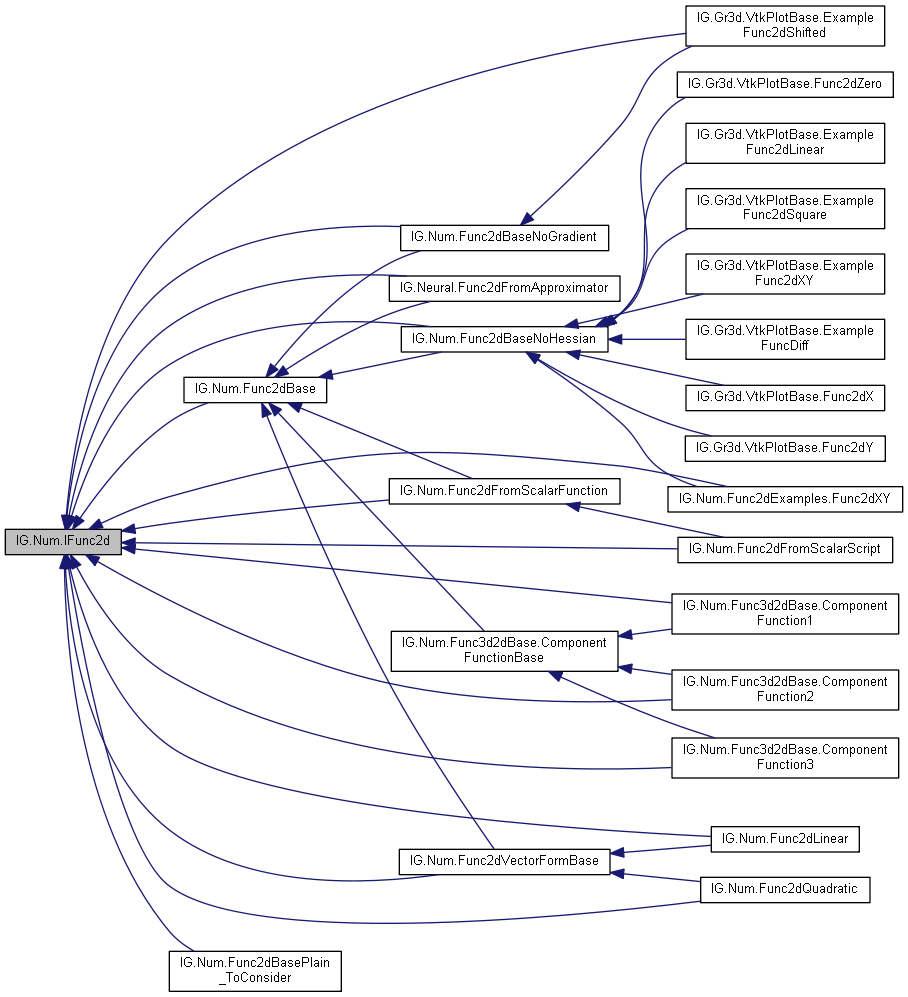 IG.Gr3d.VtkPlotBase.Example
Func2dShifted
IG.Gr3d.VtkPlotBase.Func2dZero
IG.Gr3d.VtkPlotBase.Example
Func2dLinear
IG.Gr3d.VtkPlotBase.Example
Func2dSquare
IG.Num.Func2dBaseNoGradient
IG.Gr3d.VtkPlotBase.Example
Func2dXY
IG.Neural.Func2dFromApproximator
IG.Num.Func2dBaseNoHessian
IG.Gr3d.VtkPlotBase.Example
FuncDiff
IG.Num.Func2dBase
IG.Gr3d.VtkPlotBase.Func2dX
IG.Gr3d.VtkPlotBase.Func2dY
IG.Num.Func2dFromScalarFunction
IG.Num.Func2dExamples.Func2dXY
IG.Num.IFunc2d
IG.Num.Func2dFromScalarScript
IG.Num.Func3d2dBase.Component
Function1
IG.Num.Func3d2dBase.Component
FunctionBase
IG.Num.Func3d2dBase.Component
Function2
IG.Num.Func3d2dBase.Component
Function3
IG.Num.Func2dLinear
IG.Num.Func2dVectorFormBase
IG.Num.Func2dQuadratic
IG.Num.Func2dBasePlain
_ToConsider